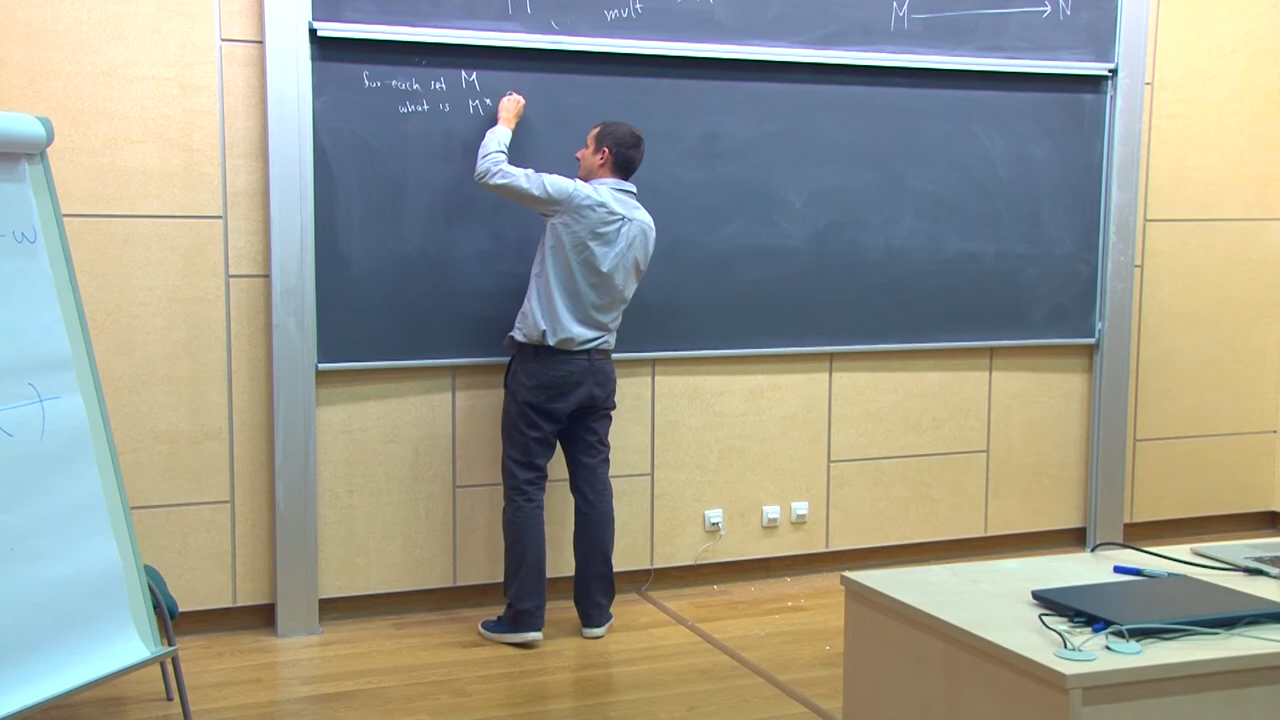 mult
M → N
for each set M
what is M*
w